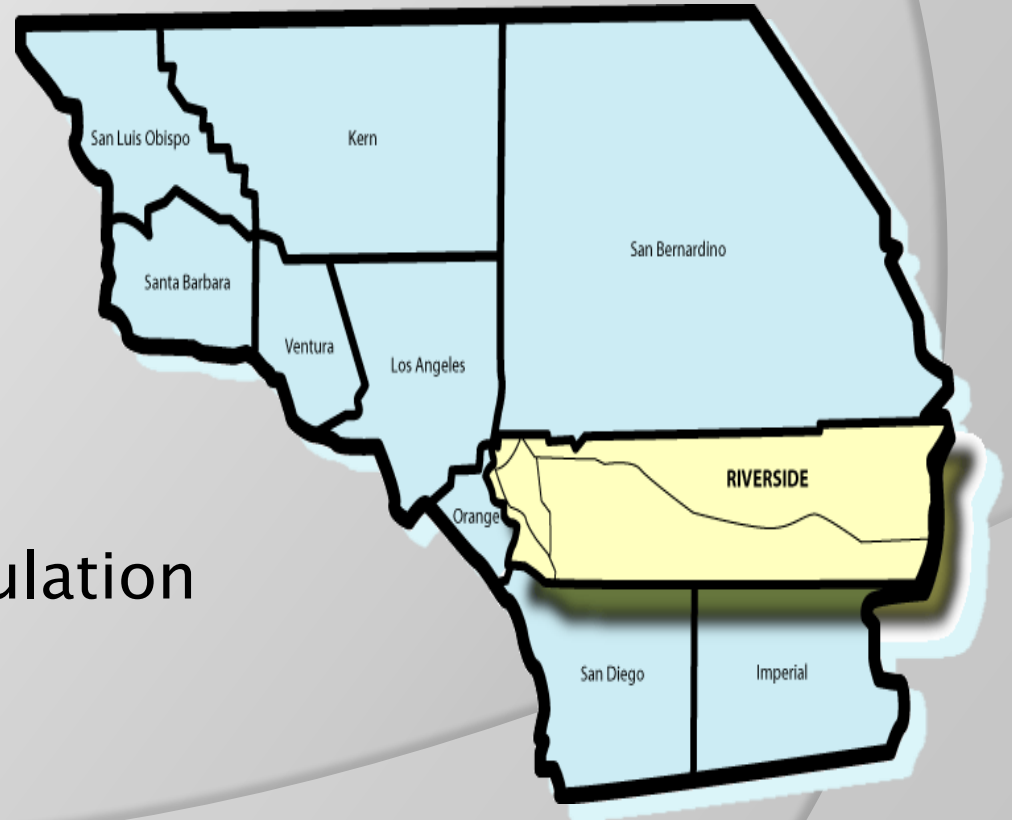 San Luis Obispo
Kern
San Bernardino
Santa Barbara
Ventura
Los Angeles
RIVERSIDE
Orange
ulation
San Diego
Imperial